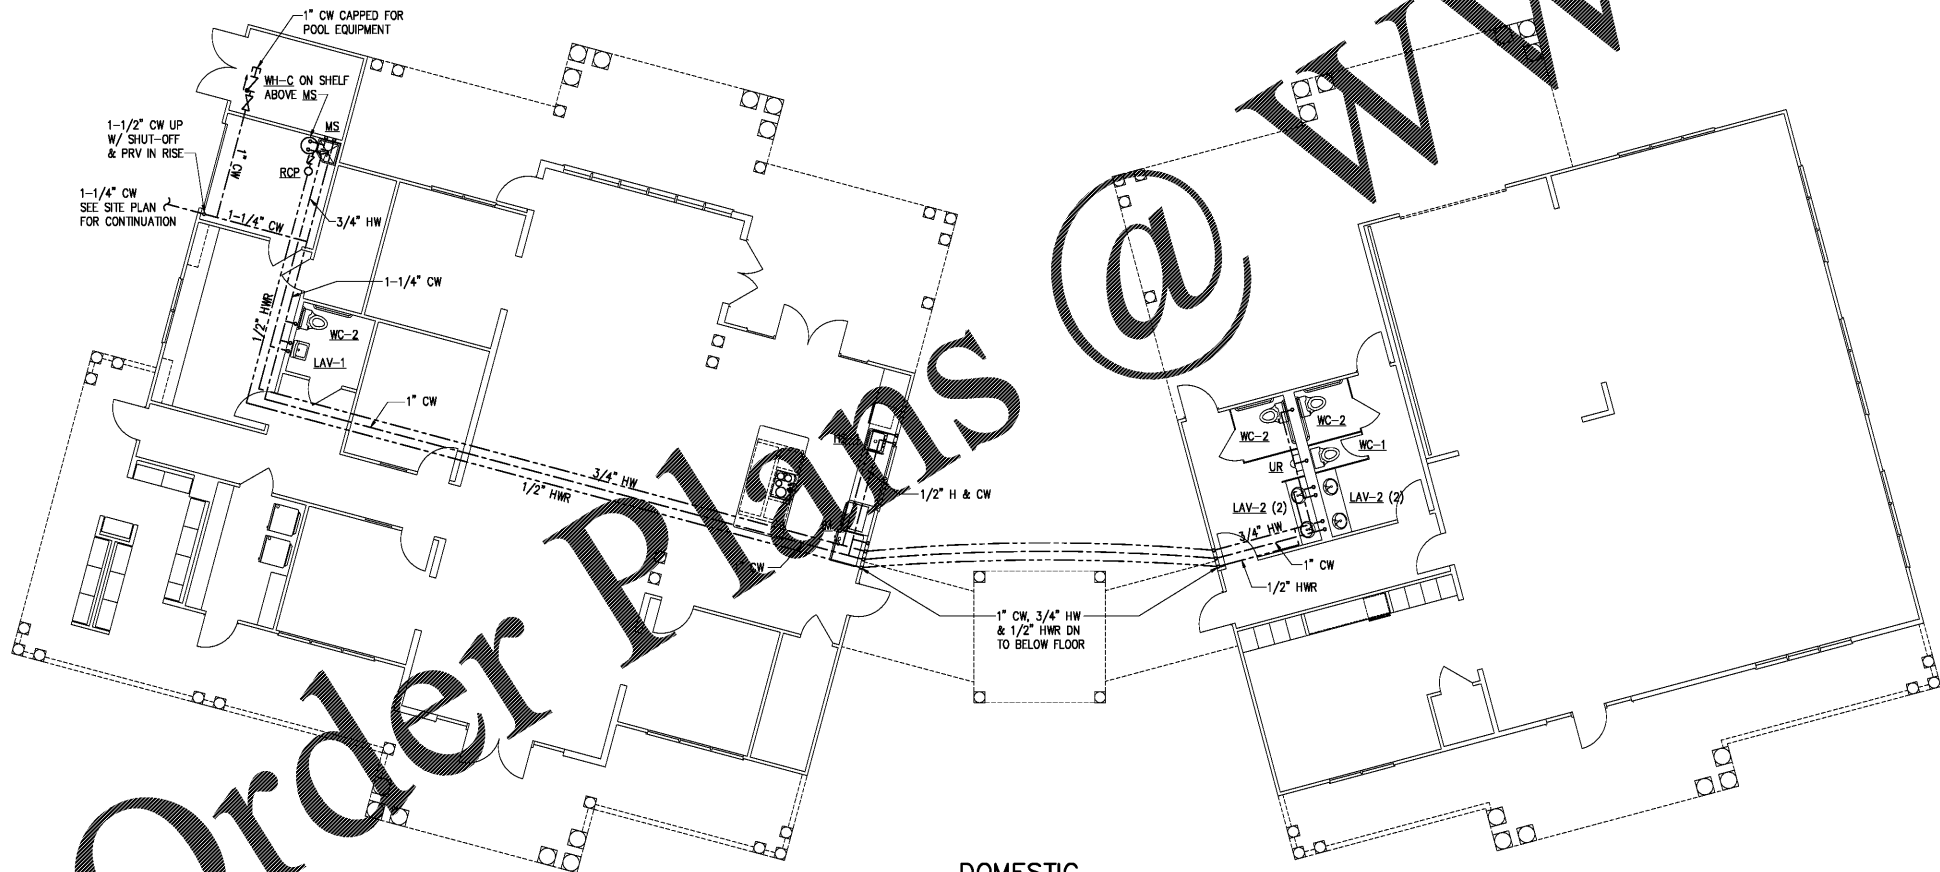 1" CW CAPPED FOR
POOL EQUIPMENT
WH-C ON SHELF
ABOVE MS
MS
RCP
1-1/2" CW UP
W/ SHUT-OFF
& PRV IN RISE
1" CW
1-1/4" CW
SEE SITE PLAN
FOR CONTINUATION
1-1/4" CW
3/4" HW
1-1/4" CW
1/2" HWR
WC-2
LAV-1
1" CW
3/4" HW
1/2" HWR
1/2" H & CW
CW
1" CW, 3/4" HW
& 1/2" HWR DN
TO BELOW FLOOR
WC-2
WC-2
WC-1
UR
LAV-2 (2)
LAV-2 (2)
3/4" HW
1" CW
1/2" HWR
DOMESTIC
Order Plans @ WW